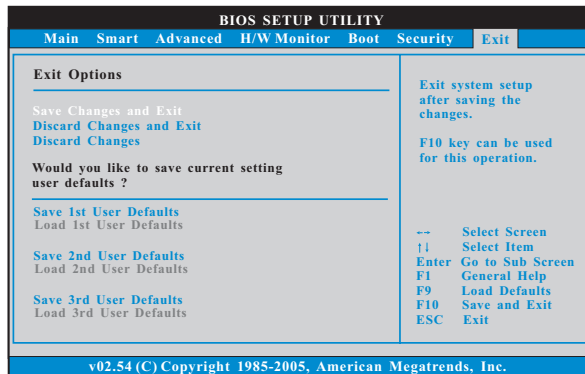 BIOS SETUP UTILITY
Main Smart Advanced H/W Monitor Boot Security Exit
Exit Options
Save Changes and Exit
Discard Changes and Exit
Discard Changes
Would you like to save current setting
user defaults ?
Save 1st User Defaults
Load 1st User Defaults
Save 2nd User Defaults
Load 2nd User Defaults
Save 3rd User Defaults
Load 3rd User Defaults
Exit system setup
after saving the
changes.
F10 key can be used
for this operation.
←→ Select Screen
↑↓ Select Item
Enter Go to Sub Screen
F1 General Help
F9 Load Defaults
F10 Save and Exit
ESC Exit
v02.54 (C) Copyright 1985-2005, American Megatrends, Inc.